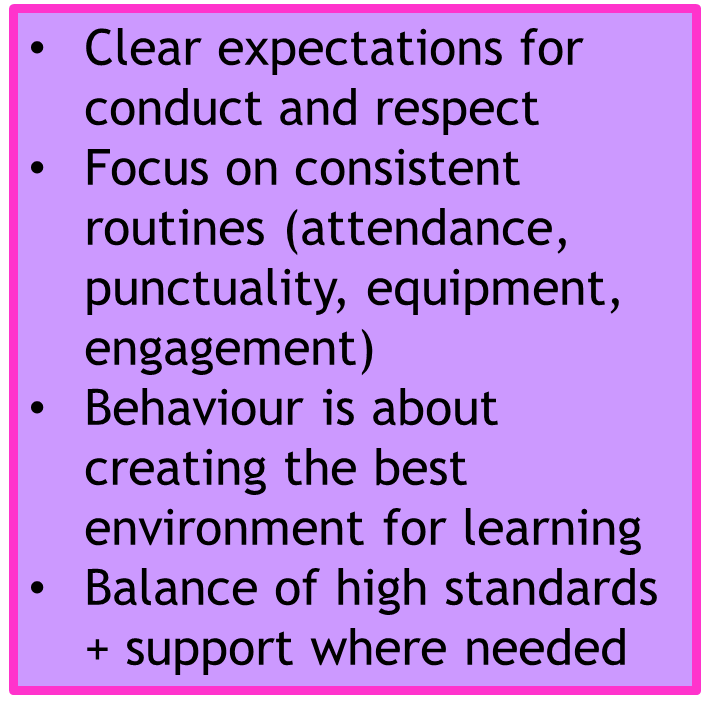 • Clear expectations for
conduct and respect
• Focus on consistent
routines (attendance,
punctuality, equipment,
engagement)
• Behaviour is about
creating the best
environment for learning
• Balance of high standards
+ support where needed